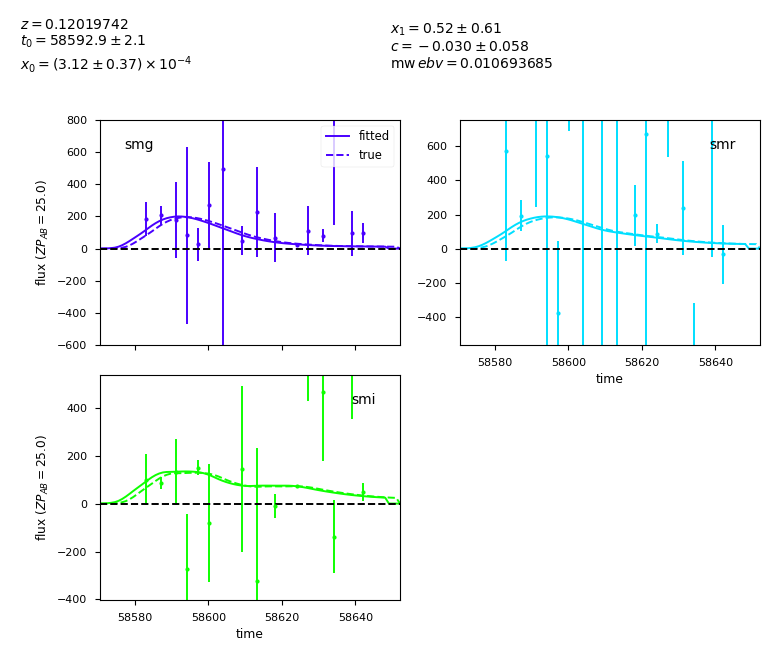 z = 0.12019742
t₀ = 58592.9 ± 2.1
x₀ = (3.12 ± 0.37) × 10⁻⁴
x₁ = 0.52 ± 0.61
c = −0.030 ± 0.058
mw ebv = 0.010693685
smg
fitted
true
800
600
400
200
0
−200
−400
−600
flux (ZP_AB = 25.0)
smr
600
400
200
0
−200
−400
58580
58600
58620
58640
time
smi
400
200
0
−200
−400
flux (ZP_AB = 25.0)
58580
58600
58620
58640
time